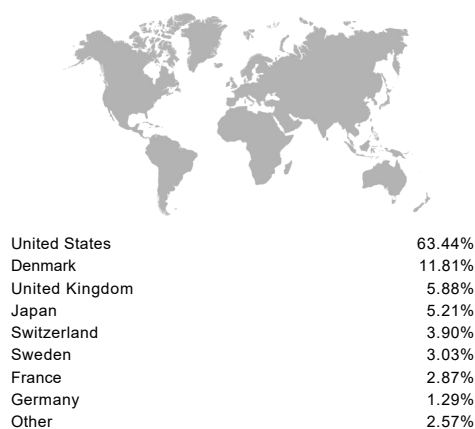 United States 63.44%
Denmark 11.81%
United Kingdom 5.88%
Japan 5.21%
Switzerland 3.90%
Sweden 3.03%
France 2.87%
Germany 1.29%
Other 2.57%